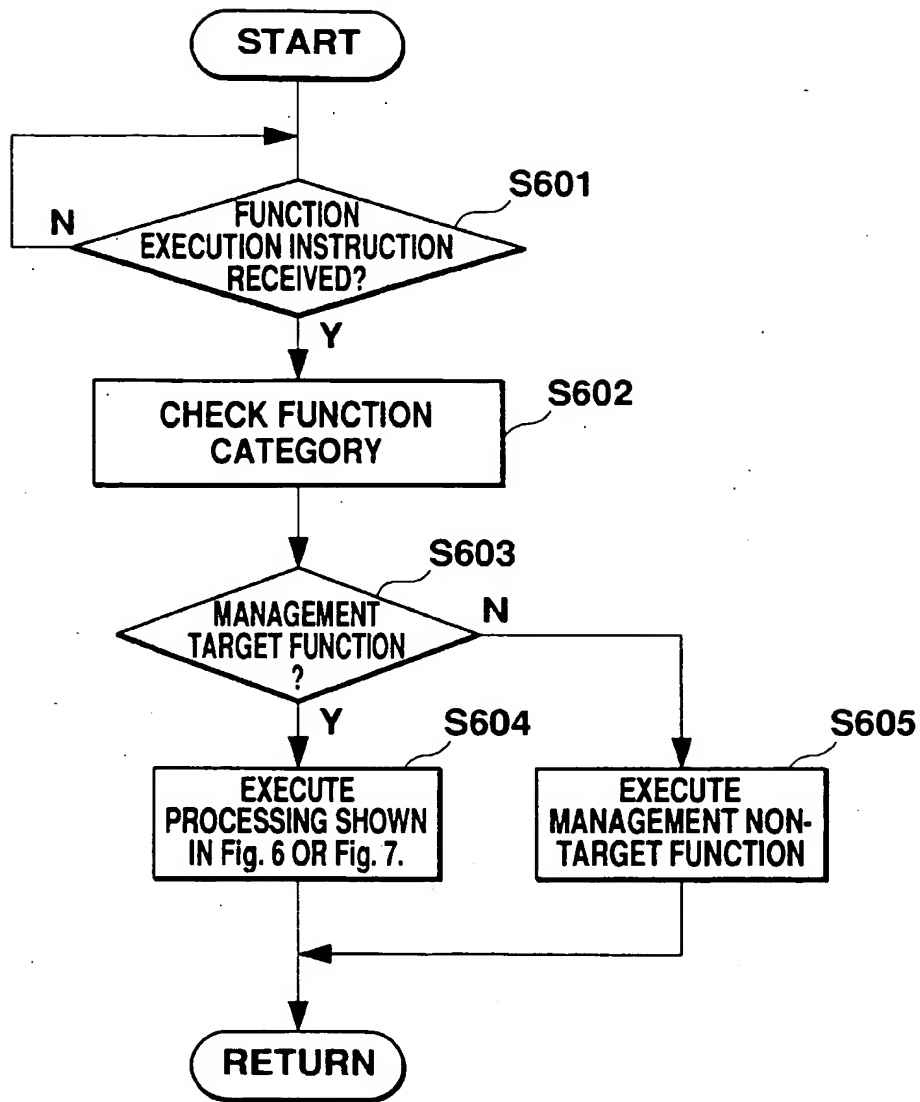 START
S601
N
FUNCTION
EXECUTION INSTRUCTION
RECEIVED?
Y
S602
CHECK FUNCTION
CATEGORY
S603
MANAGEMENT
TARGET FUNCTION
?
N
Y
S604
EXECUTE
PROCESSING SHOWN
IN Fig. 6 OR Fig. 7.
S605
EXECUTE
MANAGEMENT NON-
TARGET FUNCTION
RETURN